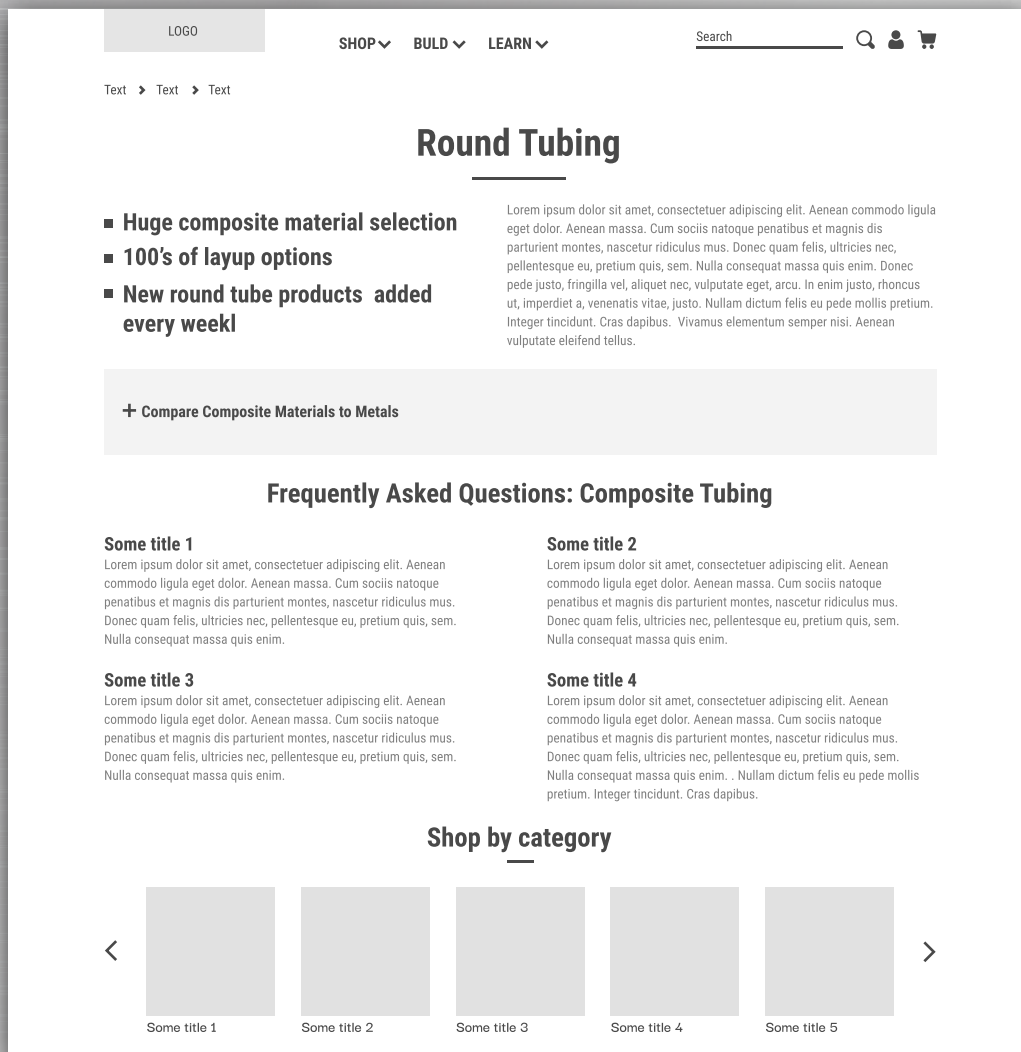 LOGO
SHOP BULD LEARN
Search
Text Text Text
Round Tubing
Huge composite material selection
100’s of layup options
New round tube products added
every weekl
Lorem ipsum dolor sit amet, consectetuer adipiscing elit. Aenean commodo ligula
eget dolor. Aenean massa. Cum sociis natoque penatibus et magnis dis
parturient montes, nascetur ridiculus mus. Donec quam felis, ultricies nec,
pellentesque eu, pretium quis, sem. Nulla consequat massa quis enim. Donec
pede justo, fringilla vel, aliquet nec, vulputate eget, arcu. In enim justo, rhoncus
ut, imperdiet a, venenatis vitae, justo. Nullam dictum felis eu pede mollis pretium.
Integer tincidunt. Cras dapibus. Vivamus elementum semper nisi. Aenean
vulputate eleifend tellus.
+ Compare Composite Materials to Metals
Frequently Asked Questions: Composite Tubing
Some title 1
Lorem ipsum dolor sit amet, consectetuer adipiscing elit. Aenean
commodo ligula eget dolor. Aenean massa. Cum sociis natoque
penatibus et magnis dis parturient montes, nascetur ridiculus mus.
Donec quam felis, ultricies nec, pellentesque eu, pretium quis, sem.
Nulla consequat massa quis enim.
Some title 2
Lorem ipsum dolor sit amet, consectetuer adipiscing elit. Aenean
commodo ligula eget dolor. Aenean massa. Cum sociis natoque
penatibus et magnis dis parturient montes, nascetur ridiculus mus.
Donec quam felis, ultricies nec, pellentesque eu, pretium quis, sem.
Nulla consequat massa quis enim.
Some title 3
Lorem ipsum dolor sit amet, consectetuer adipiscing elit. Aenean
commodo ligula eget dolor. Aenean massa. Cum sociis natoque
penatibus et magnis dis parturient montes, nascetur ridiculus mus.
Donec quam felis, ultricies nec, pellentesque eu, pretium quis, sem.
Nulla consequat massa quis enim.
Some title 4
Lorem ipsum dolor sit amet, consectetuer adipiscing elit. Aenean
commodo ligula eget dolor. Aenean massa. Cum sociis natoque
penatibus et magnis dis parturient montes, nascetur ridiculus mus.
Donec quam felis, ultricies nec, pellentesque eu, pretium quis, sem.
Nulla consequat massa quis enim. . Nullam dictum felis eu pede mollis
pretium. Integer tincidunt. Cras dapibus.
Shop by category
Some title 1 Some title 2 Some title 3 Some title 4 Some title 5